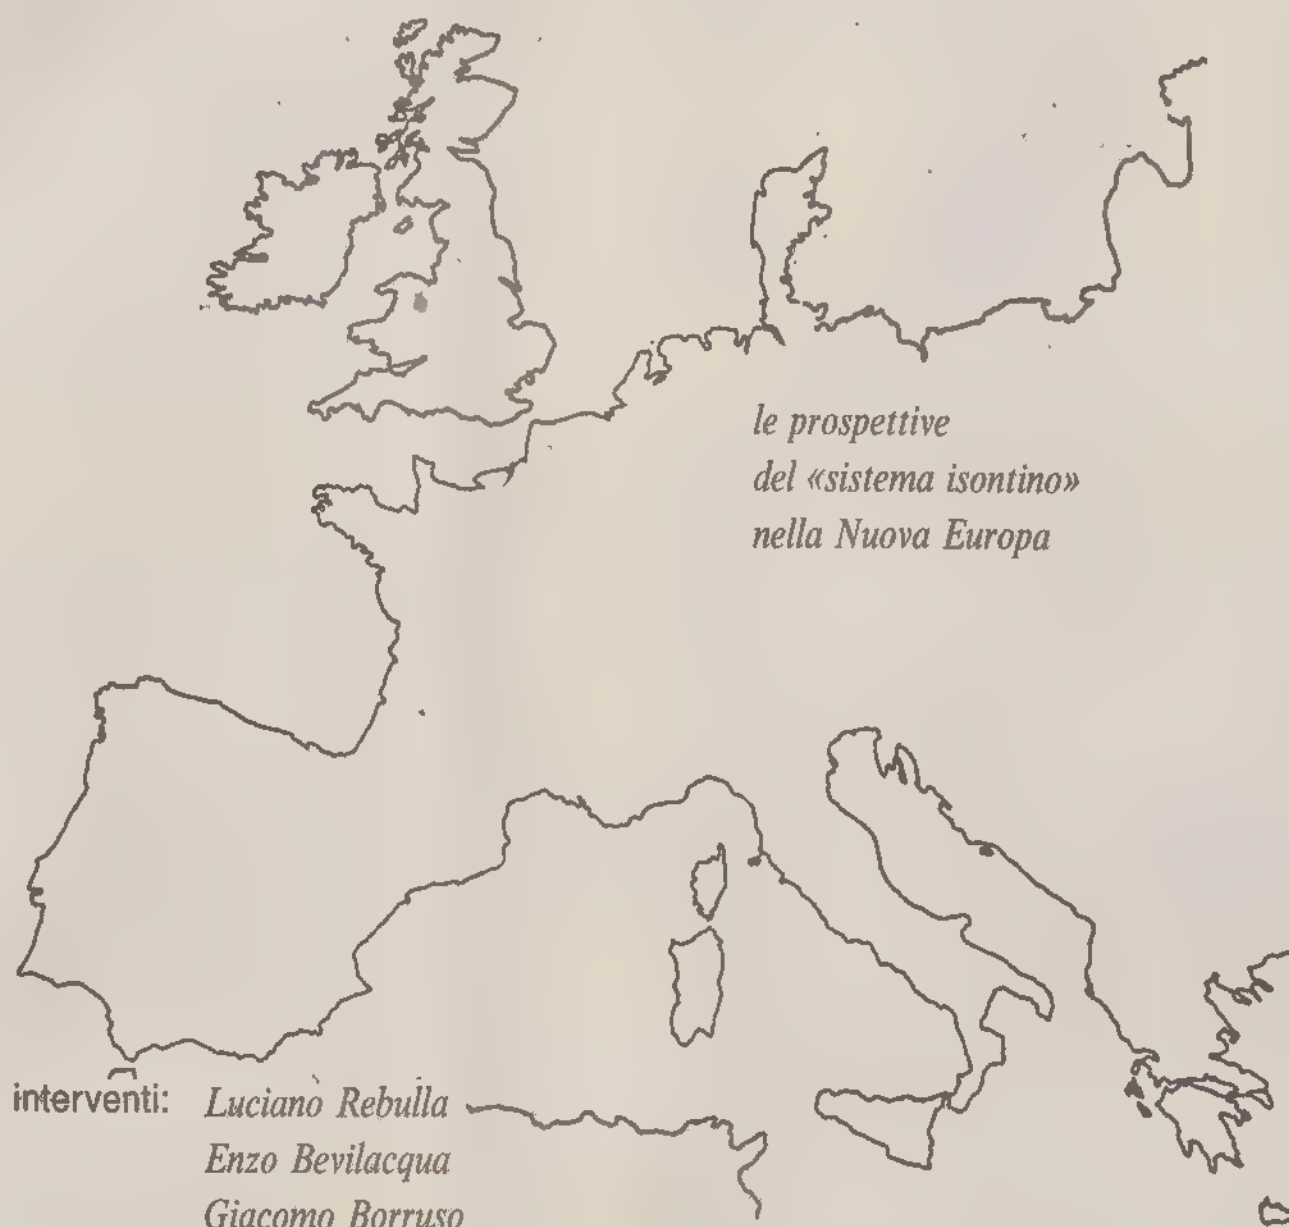 le prospettive
del «sistema isontino»
nella Nuova Europa
interventi: Luciano Rebulla
Enzo Bevilacqua
Giacomo Borruso